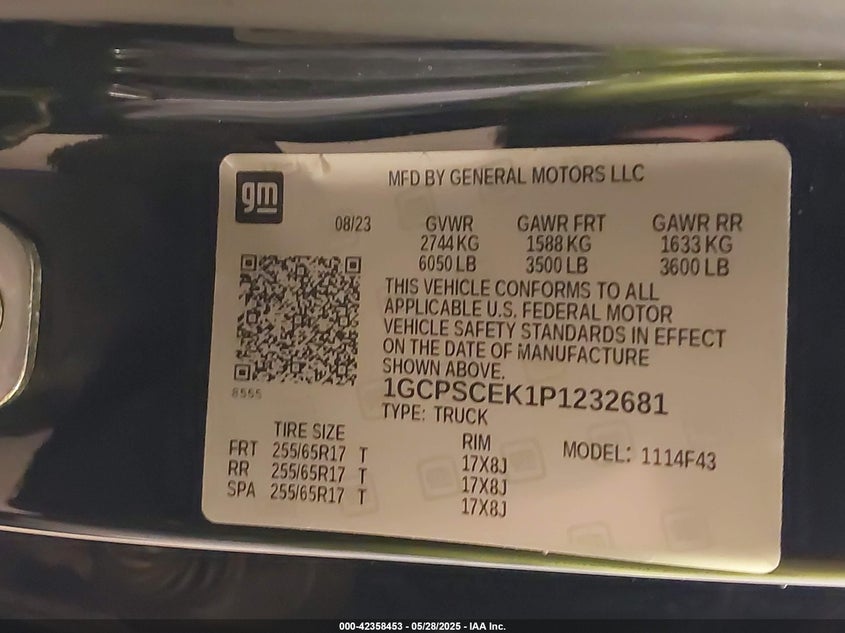 gm
MFD BY GENERAL MOTORS LLC
08/23 GVWR GAWR FRT GAWR RR
2744 KG 1588 KG 1633 KG
6050 LB 3500 LB 3600 LB
THIS VEHICLE CONFORMS TO ALL
APPLICABLE U.S. FEDERAL MOTOR
VEHICLE SAFETY STANDARDS IN EFFECT
ON THE DATE OF MANUFACTURE
SHOWN ABOVE.
8555
1GCPSCEK1P1232681
TYPE: TRUCK
TIRE SIZE RIM MODEL: 1114F43
FRT 255/65R17 T 17X8J
RR 255/65R17 T 17X8J
SPA 255/65R17 T 17X8J
000-42358453 - 05/28/2025 - IAA Inc.